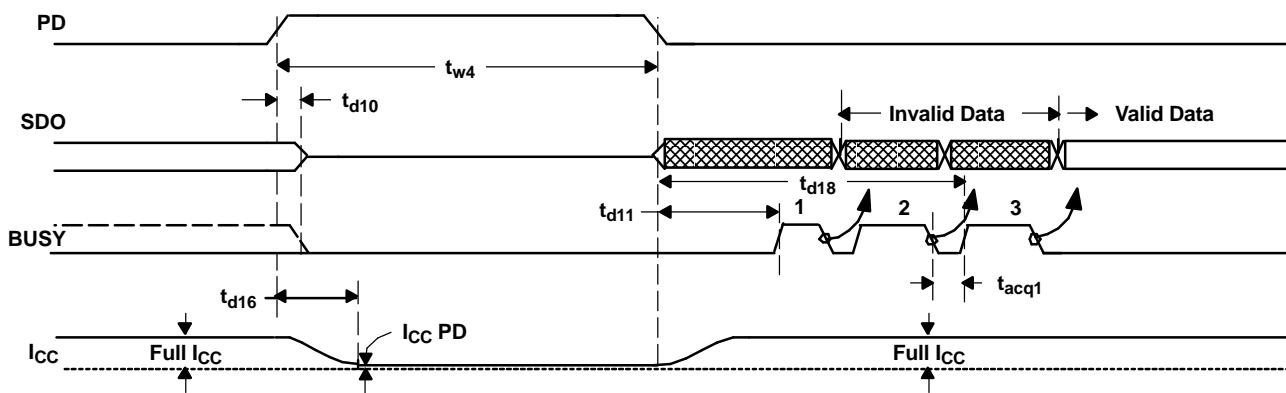 PD
tw4
td10
SDO
Invalid Data
Valid Data
td18
td11
1
2
3
BUSY
td16
tacq1
ICC PD
ICC
Full ICC
Full ICC